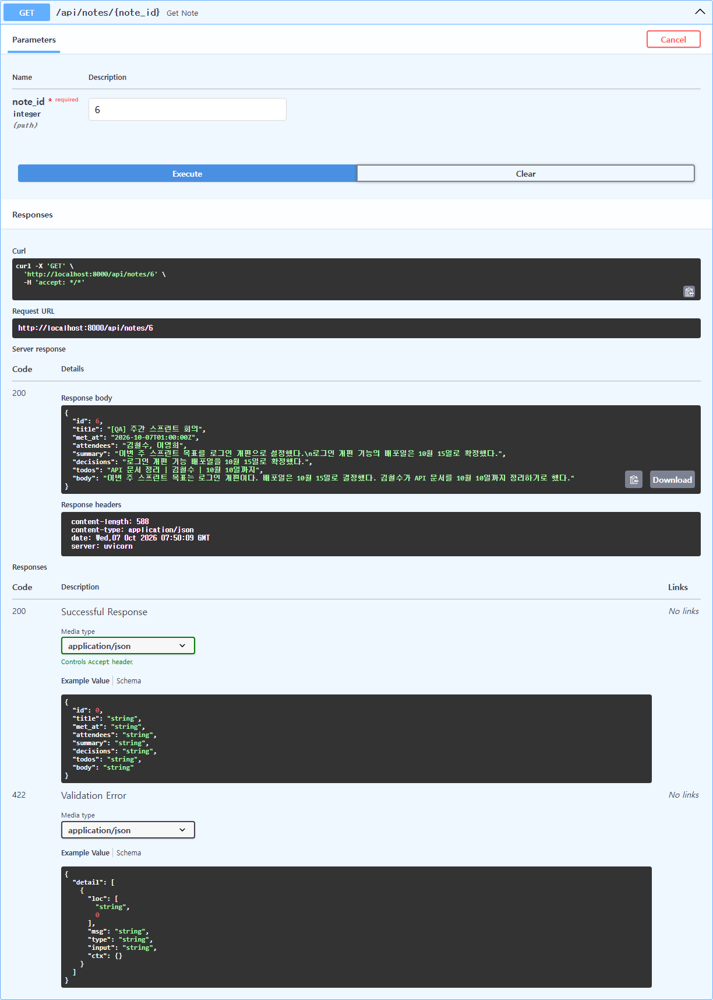 GET /api/notes/{note_id} Get Note
Parameters
Cancel
Name Description
note_id * required
integer
(path)
6
Execute Clear
Responses
Curl
curl -X 'GET' \
  'http://localhost:8000/api/notes/6' \
  -H 'accept: */*'
Request URL
http://localhost:8000/api/notes/6
Server response
Code Details
200
Response body
{
  "id": 6,
  "title": "[QA] 주간 스프린트 회의",
  "met_at": "2026-10-07T01:00:00Z",
  "attendees": "김철수, 이영희",
  "summary": "이번 주 스프린트 목표를 로그인 개편으로 설정했다.\n로그인 개편 기능의 배포일은 10월 15일로 확정했다.",
  "decisions": "로그인 개편 기능 배포일을 10월 15일로 확정했다.",
  "todos": "API 문서 정리 | 김철수 | 10월 10일까지",
  "body": "이번 주 스프린트 목표는 로그인 개편이다. 배포일은 10월 15일로 결정했다. 김철수가 API 문서를 10월 10일까지 정리하기로 했다."
}
Download
Response headers
content-length: 588
content-type: application/json
date: Wed,07 Oct 2026 07:50:09 GMT
server: uvicorn
Responses
Code Description Links
200 Successful Response No links
Media type
application/json
Controls Accept header.
Example Value Schema
{
  "id": 0,
  "title": "string",
  "met_at": "string",
  "attendees": "string",
  "summary": "string",
  "decisions": "string",
  "todos": "string",
  "body": "string"
}
422 Validation Error No links
Media type
application/json
Example Value Schema
{
  "detail": [
    {
      "loc": [
        "string",
        0
      ],
      "msg": "string",
      "type": "string",
      "input": "string",
      "ctx": {}
    }
  ]
}